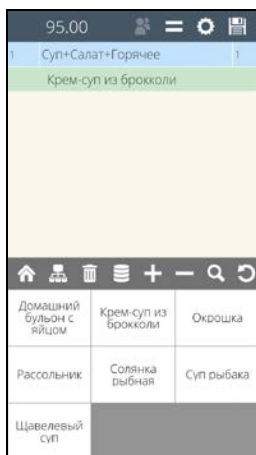 95.00
1 Суп+Салат+Горячее 1
Крем-суп из брокколи
Домашний
бульон с
яйцом
Крем-суп из
брокколи
Окрошка
Рассольник
Солянка
рыбная
Суп рыбака
Щавелевый
суп